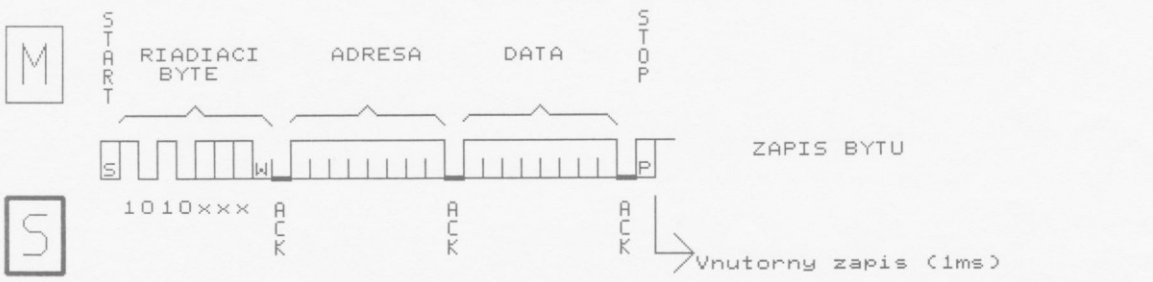 M
START
RIADIACI
BYTE
ADRESA
DATA
STOP
S
W
P
ZAPIS BYTU
1010xxx
ACK
ACK
ACK
S
Vnutorny zapis (1ms)